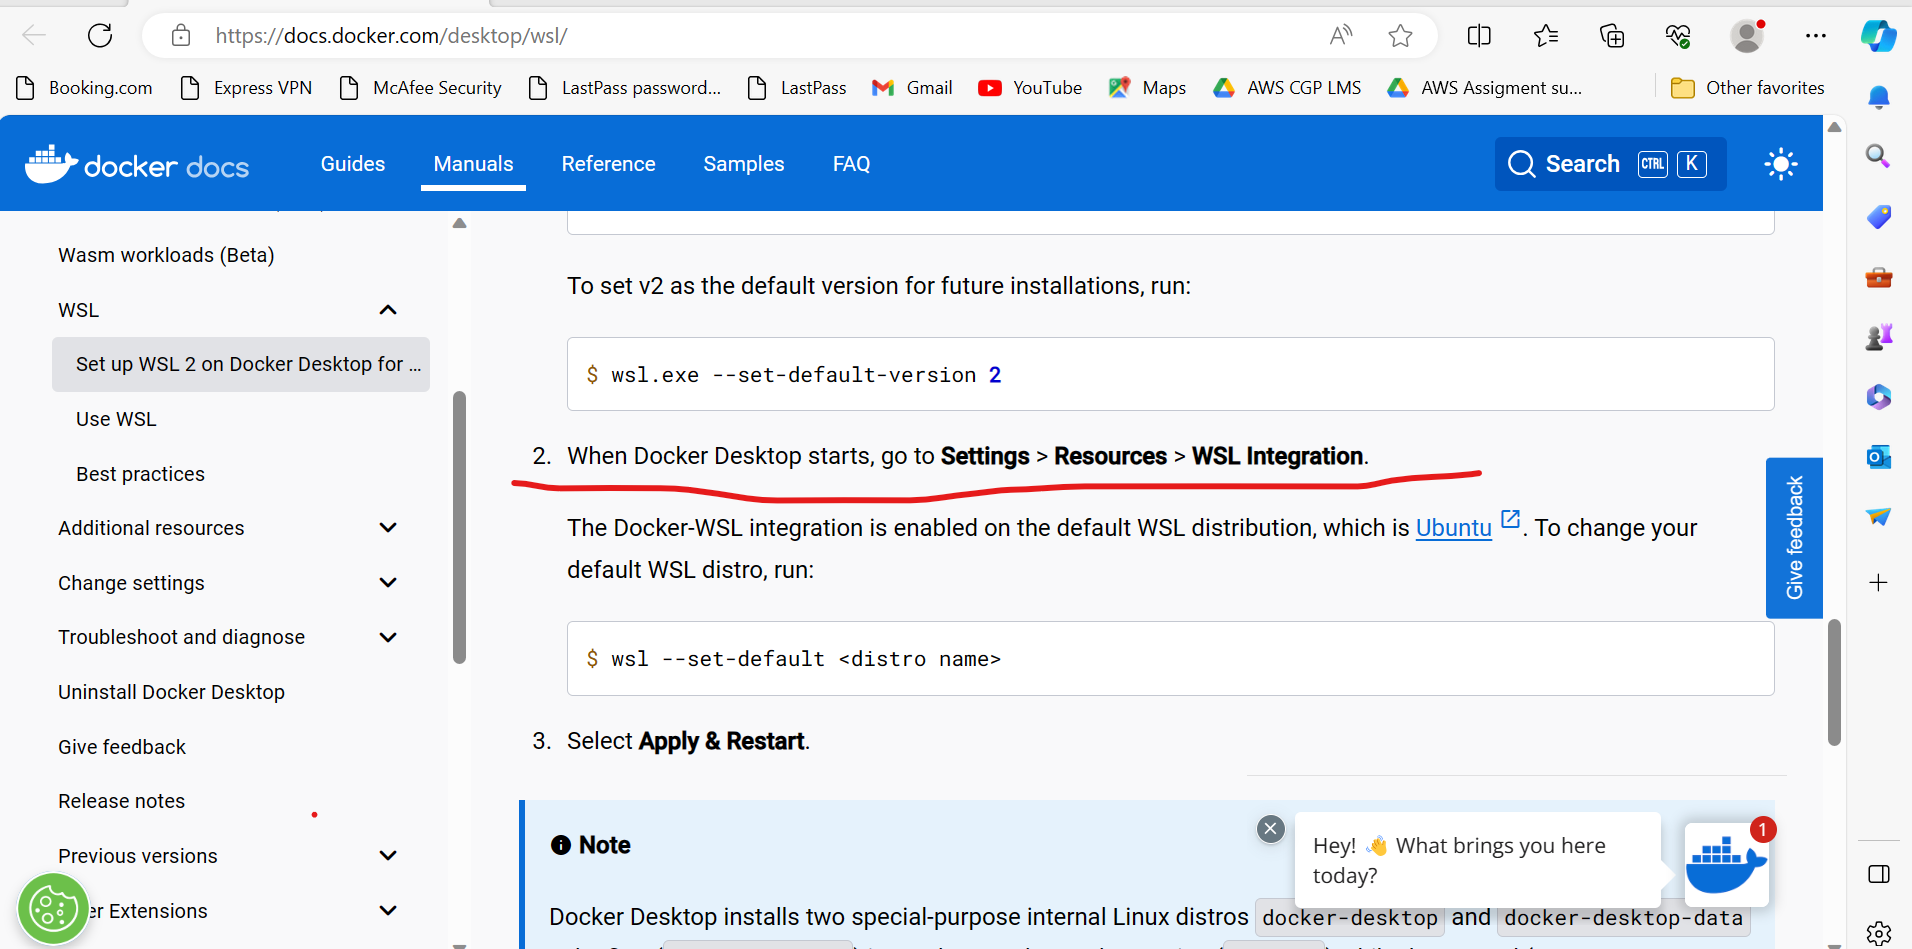 https://docs.docker.com/desktop/wsl/
Booking.com Express VPN McAfee Security LastPass password... LastPass Gmail YouTube Maps AWS CGP LMS AWS Assigment su... Other favorites
docker docs Guides Manuals Reference Samples FAQ Search CTRL K
Wasm workloads (Beta)
WSL
Set up WSL 2 on Docker Desktop for ...
Use WSL
Best practices
Additional resources
Change settings
Troubleshoot and diagnose
Uninstall Docker Desktop
Give feedback
Release notes
Previous versions
er Extensions
To set v2 as the default version for future installations, run:
$ wsl.exe --set-default-version 2
2. When Docker Desktop starts, go to Settings > Resources > WSL Integration.
The Docker-WSL integration is enabled on the default WSL distribution, which is Ubuntu. To change your
default WSL distro, run:
$ wsl --set-default <distro name>
3. Select Apply & Restart.
Note
Docker Desktop installs two special-purpose internal Linux distros docker-desktop and docker-desktop-data
Give feedback
Hey! 👋 What brings you here
today?
1